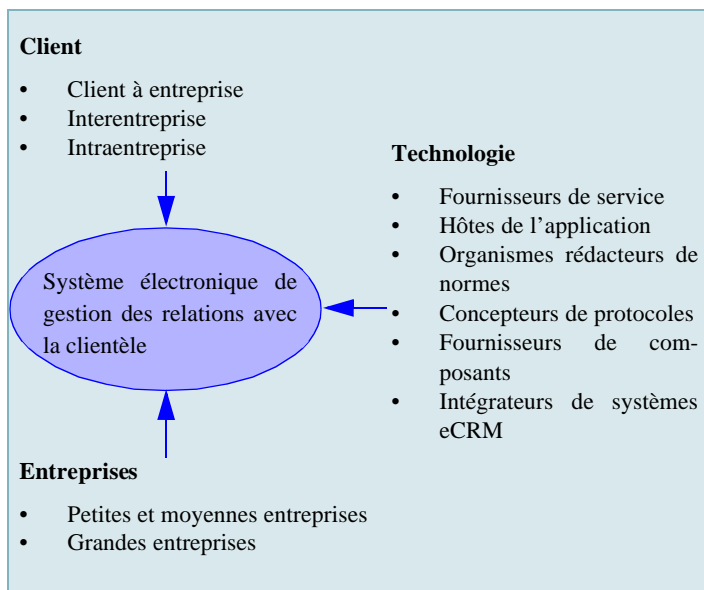 Client
• Client à entreprise
• Interentreprise
• Intraentreprise
Technologie
• Fournisseurs de service
• Hôtes de l'application
• Organismes rédacteurs de
normes
• Concepteurs de protocoles
• Fournisseurs de com-
posants
• Intégrateurs de systèmes
eCRM
Système électronique de
gestion des relations avec
la clientèle
Entreprises
• Petites et moyennes entreprises
• Grandes entreprises